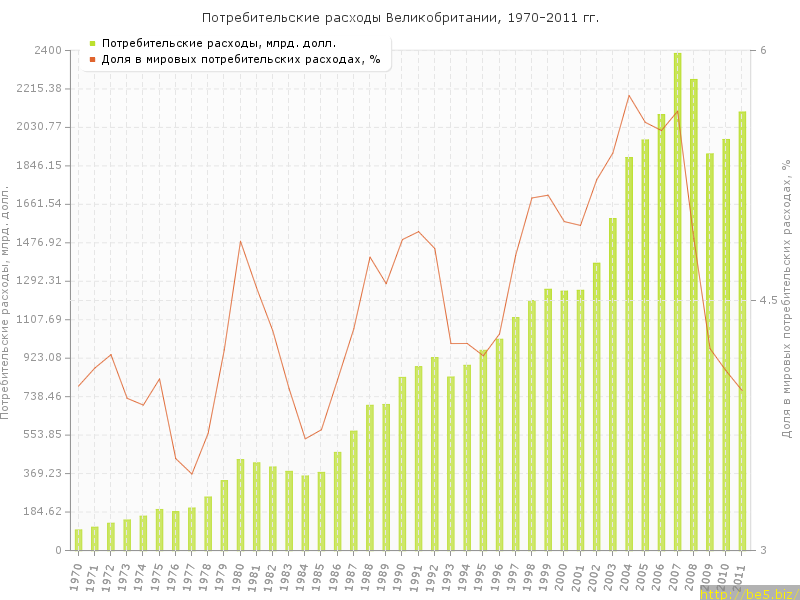 Потребительские расходы Великобритании, 1970–2011 гг.
Потребительские расходы, млрд. долл.
Доля в мировых потребительских расходах, %
2400
2215.38
2030.77
1846.15
1661.54
1476.92
1292.31
1107.69
923.08
738.46
553.85
369.23
184.62
0
Потребительские расходы, млрд. долл.
6
4.5
3
Доля в мировых потребительских расходах, %
1970 1971 1972 1973 1974 1975 1976 1977 1978 1979 1980 1981 1982 1983 1984 1985 1986 1987 1988 1989 1990 1991 1992 1993 1994 1995 1996 1997 1998 1999 2000 2001 2002 2003 2004 2005 2006 2007 2008 2009 2010 2011
http://be5.biz/